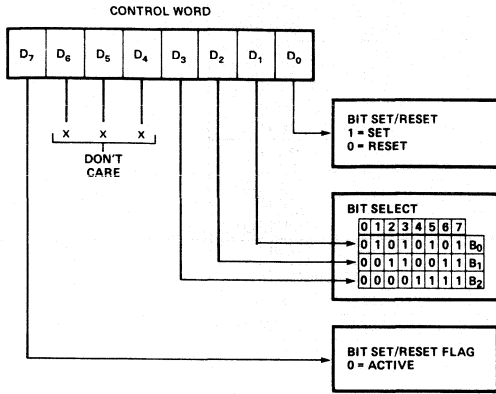 CONTROL WORD
D7 D6 D5 D4 D3 D2 D1 D0
X X X
DON'T
CARE
BIT SET/RESET
1 = SET
0 = RESET
BIT SELECT
0 1 2 3 4 5 6 7
0 1 0 1 0 1 0 1 B0
0 0 1 1 0 0 1 1 B1
0 0 0 0 1 1 1 1 B2
BIT SET/RESET FLAG
0 = ACTIVE